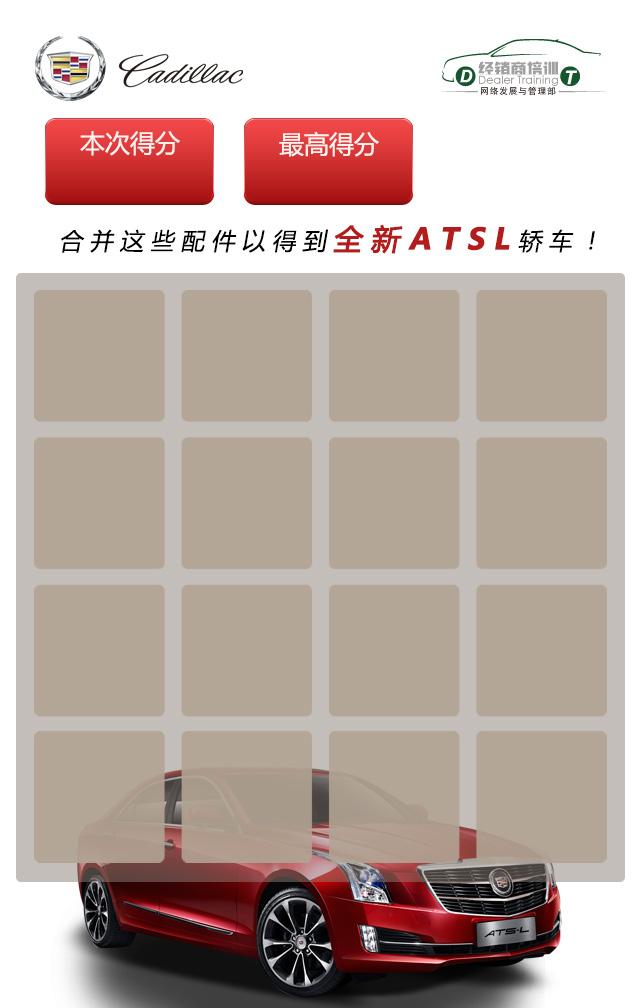 Cadillac
经销商培训
D Dealer Training T
网络发展与管理部
本次得分
最高得分
合并这些配件以得到全新ATSL轿车！
ATS-L